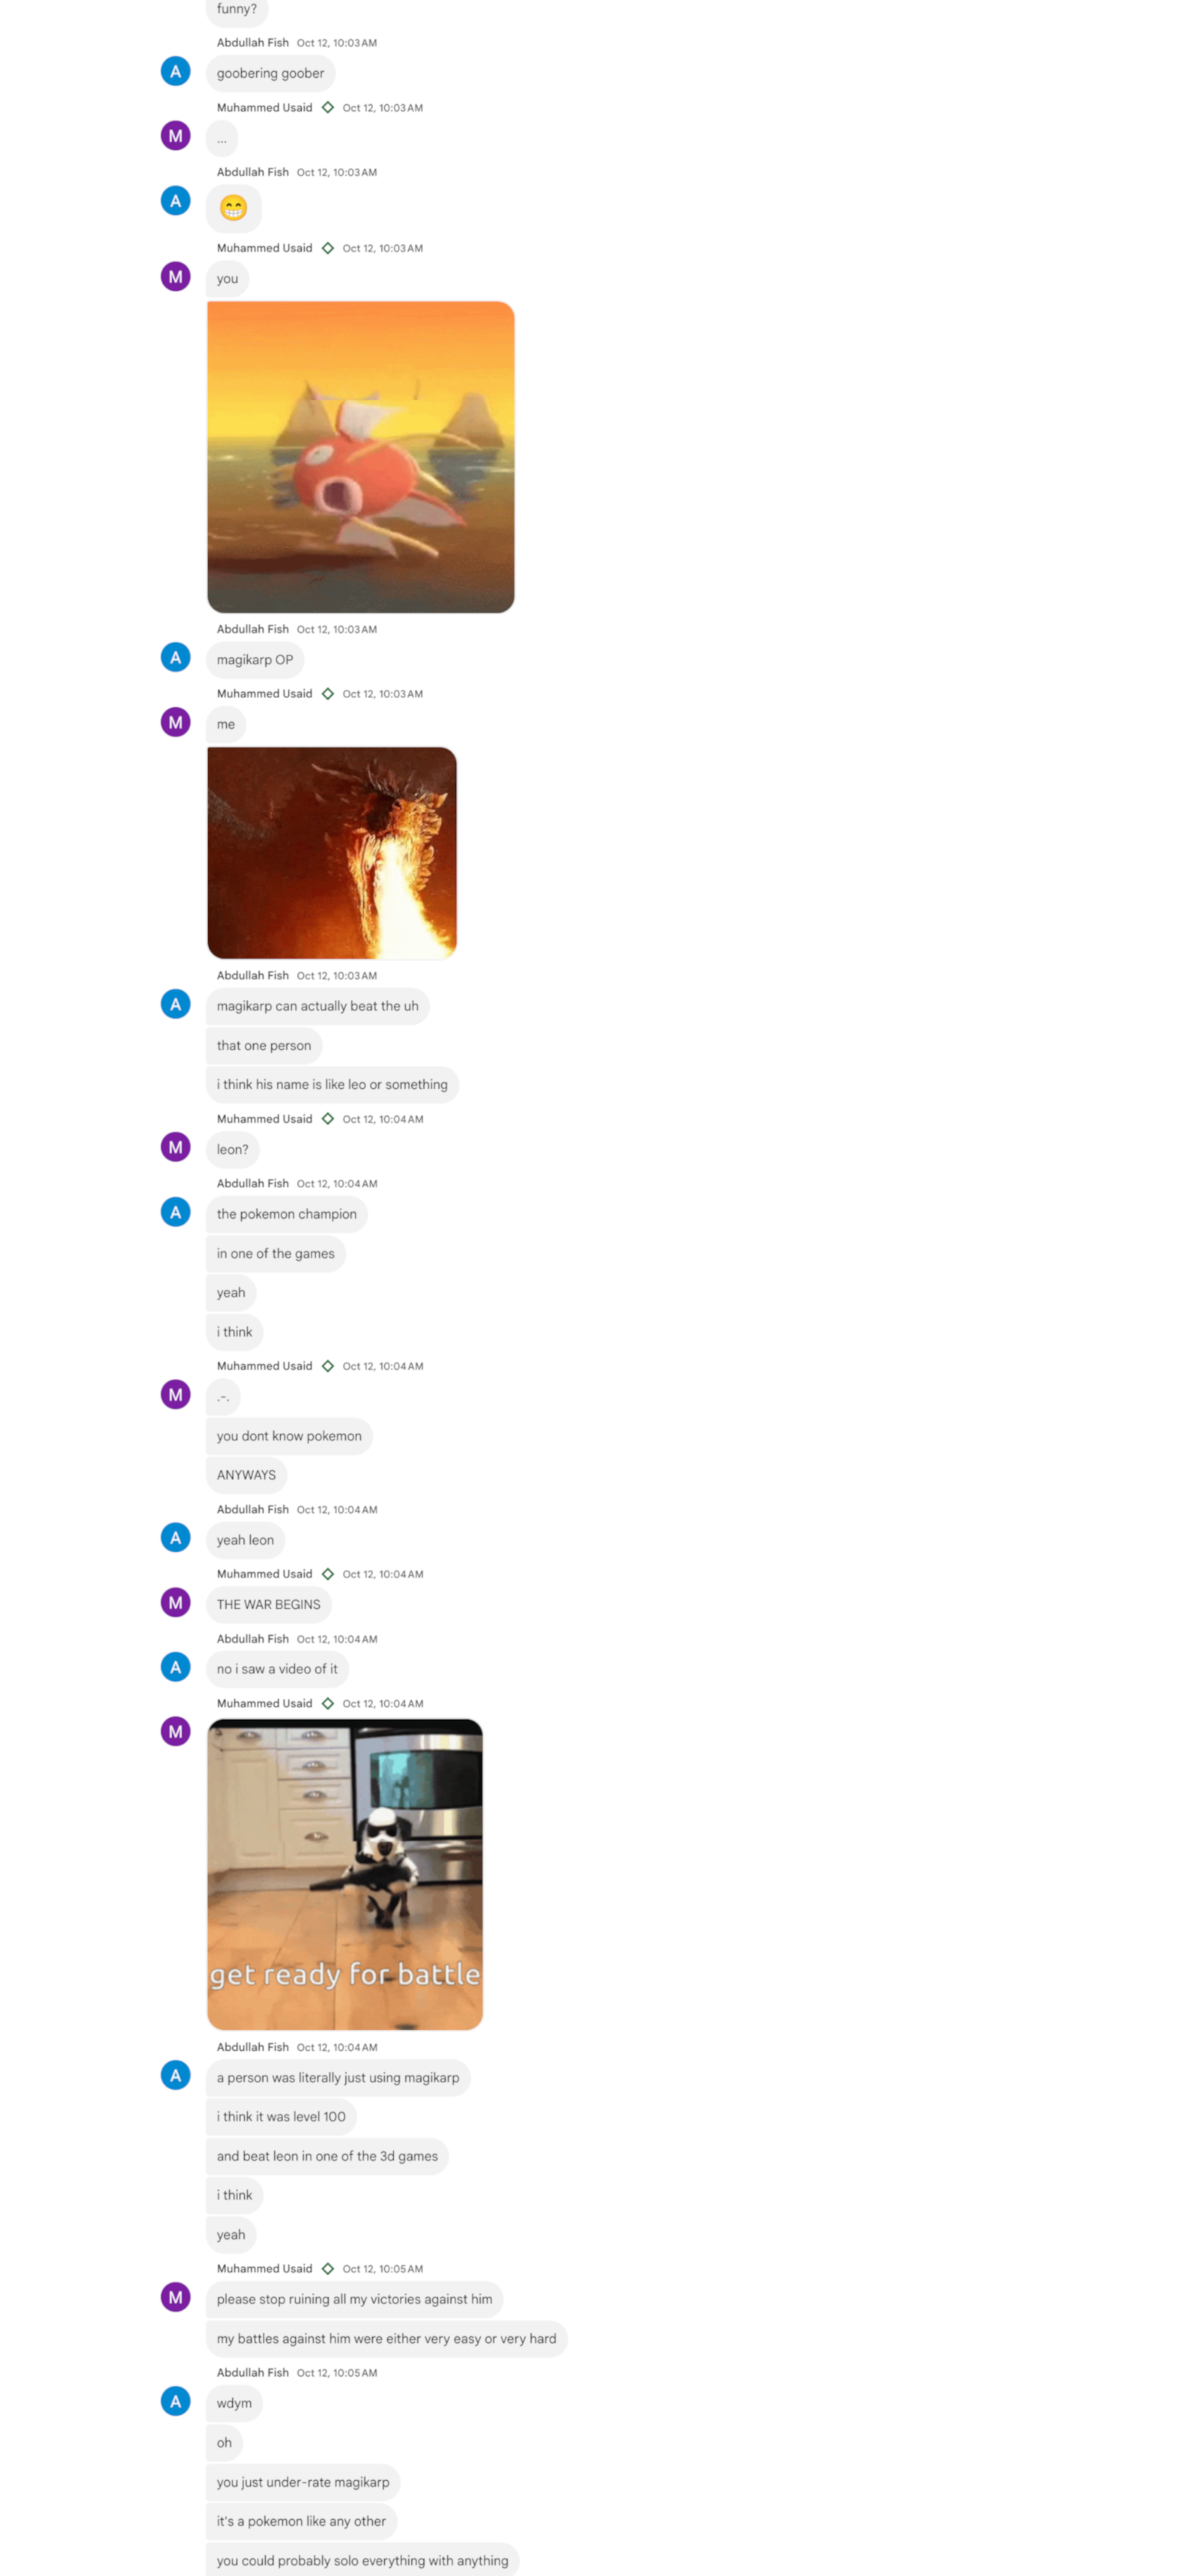 funny?
Abdullah Fish Oct 12, 10:03 AM
A
goobering goober
Muhammed Usaid Oct 12, 10:03 AM
M
...
Abdullah Fish Oct 12, 10:03 AM
A
😁
Muhammed Usaid Oct 12, 10:03 AM
M
you
Abdullah Fish Oct 12, 10:03 AM
A
magikarp OP
Muhammed Usaid Oct 12, 10:03 AM
M
me
Abdullah Fish Oct 12, 10:03 AM
A
magikarp can actually beat the uh
that one person
i think his name is like leo or something
Muhammed Usaid Oct 12, 10:04 AM
M
leon?
Abdullah Fish Oct 12, 10:04 AM
A
the pokemon champion
in one of the games
yeah
i think
Muhammed Usaid Oct 12, 10:04 AM
M
.-.
you dont know pokemon
ANYWAYS
Abdullah Fish Oct 12, 10:04 AM
A
yeah leon
Muhammed Usaid Oct 12, 10:04 AM
M
THE WAR BEGINS
Abdullah Fish Oct 12, 10:04 AM
A
no i saw a video of it
Muhammed Usaid Oct 12, 10:04 AM
M
get ready for battle
Abdullah Fish Oct 12, 10:04 AM
A
a person was literally just using magikarp
i think it was level 100
and beat leon in one of the 3d games
i think
yeah
Muhammed Usaid Oct 12, 10:05 AM
M
please stop ruining all my victories against him
my battles against him were either very easy or very hard
Abdullah Fish Oct 12, 10:05 AM
A
wdym
oh
you just under-rate magikarp
it's a pokemon like any other
you could probably solo everything with anything